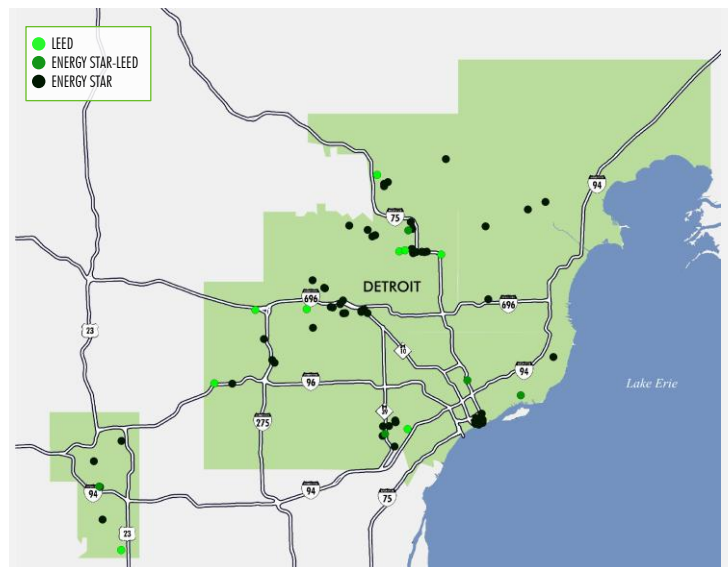 LEED
ENERGY STAR-LEED
ENERGY STAR
94
75
DETROIT
696
696
23
10
94
96
Lake Erie
275
94
94
75
23